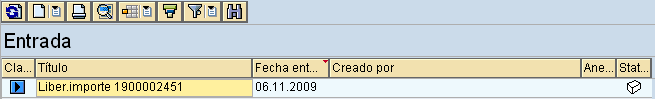 Entrada
Cla... Título Fecha ent... Creado por Ane... Stat...
Liber.importe 1900002451 06.11.2009